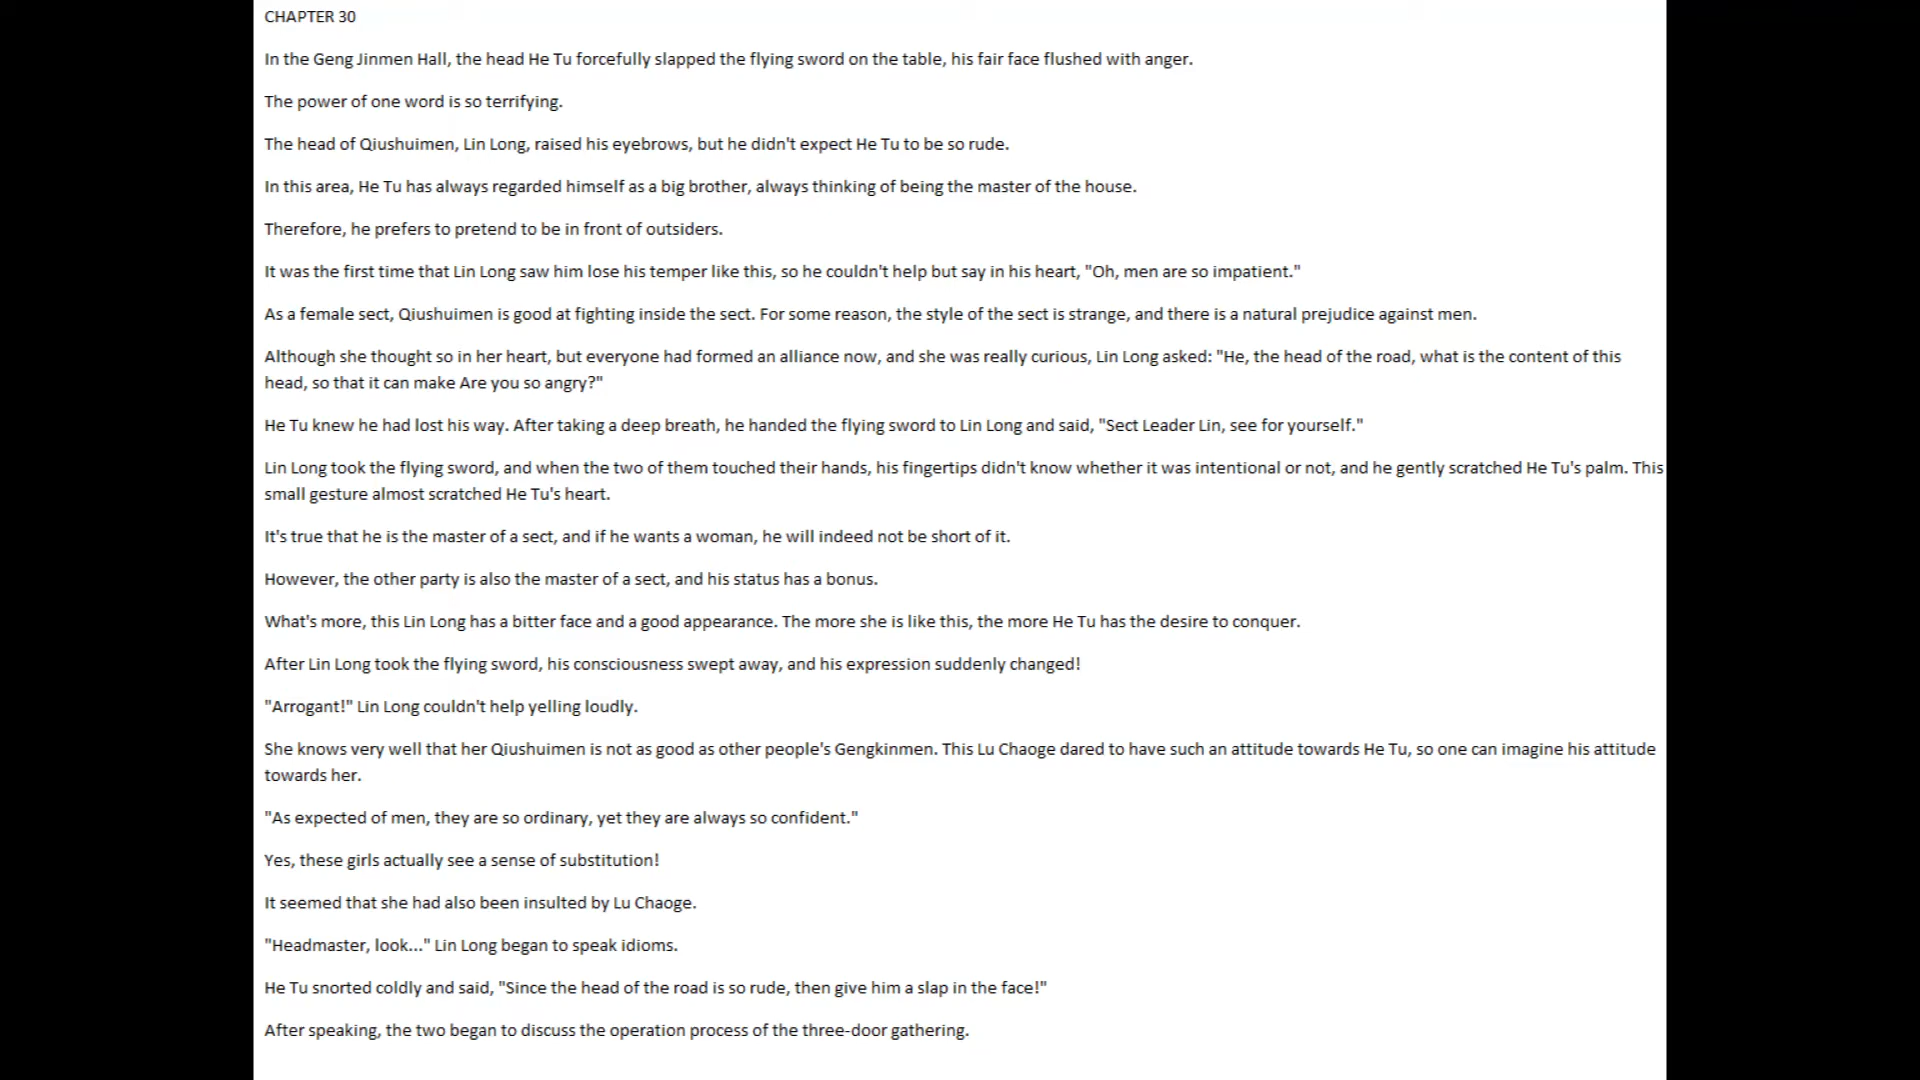 CHAPTER 30
In the Geng Jinmen Hall, the head He Tu forcefully slapped the flying sword on the table, his fair face flushed with anger.
The power of one word is so terrifying.
The head of Qiushuimen, Lin Long, raised his eyebrows, but he didn't expect He Tu to be so rude.
In this area, He Tu has always regarded himself as a big brother, always thinking of being the master of the house.
Therefore, he prefers to pretend to be in front of outsiders.
It was the first time that Lin Long saw him lose his temper like this, so he couldn't help but say in his heart, "Oh, men are so impatient."
As a female sect, Qiushuimen is good at fighting inside the sect. For some reason, the style of the sect is strange, and there is a natural prejudice against men.
Although she thought so in her heart, but everyone had formed an alliance now, and she was really curious, Lin Long asked: "He, the head of the road, what is the content of this
head, so that it can make Are you so angry?"
He Tu knew he had lost his way. After taking a deep breath, he handed the flying sword to Lin Long and said, "Sect Leader Lin, see for yourself."
Lin Long took the flying sword, and when the two of them touched their hands, his fingertips didn't know whether it was intentional or not, and he gently scratched He Tu's palm. This
small gesture almost scratched He Tu's heart.
It's true that he is the master of a sect, and if he wants a woman, he will indeed not be short of it.
However, the other party is also the master of a sect, and his status has a bonus.
What's more, this Lin Long has a bitter face and a good appearance. The more she is like this, the more He Tu has the desire to conquer.
After Lin Long took the flying sword, his consciousness swept away, and his expression suddenly changed!
"Arrogant!" Lin Long couldn't help yelling loudly.
She knows very well that her Qiushuimen is not as good as other people's Gengkinmen. This Lu Chaoge dared to have such an attitude towards He Tu, so one can imagine his attitude
towards her.
"As expected of men, they are so ordinary, yet they are always so confident."
Yes, these girls actually see a sense of substitution!
It seemed that she had also been insulted by Lu Chaoge.
"Headmaster, look..." Lin Long began to speak idioms.
He Tu snorted coldly and said, "Since the head of the road is so rude, then give him a slap in the face!"
After speaking, the two began to discuss the operation process of the three-door gathering.